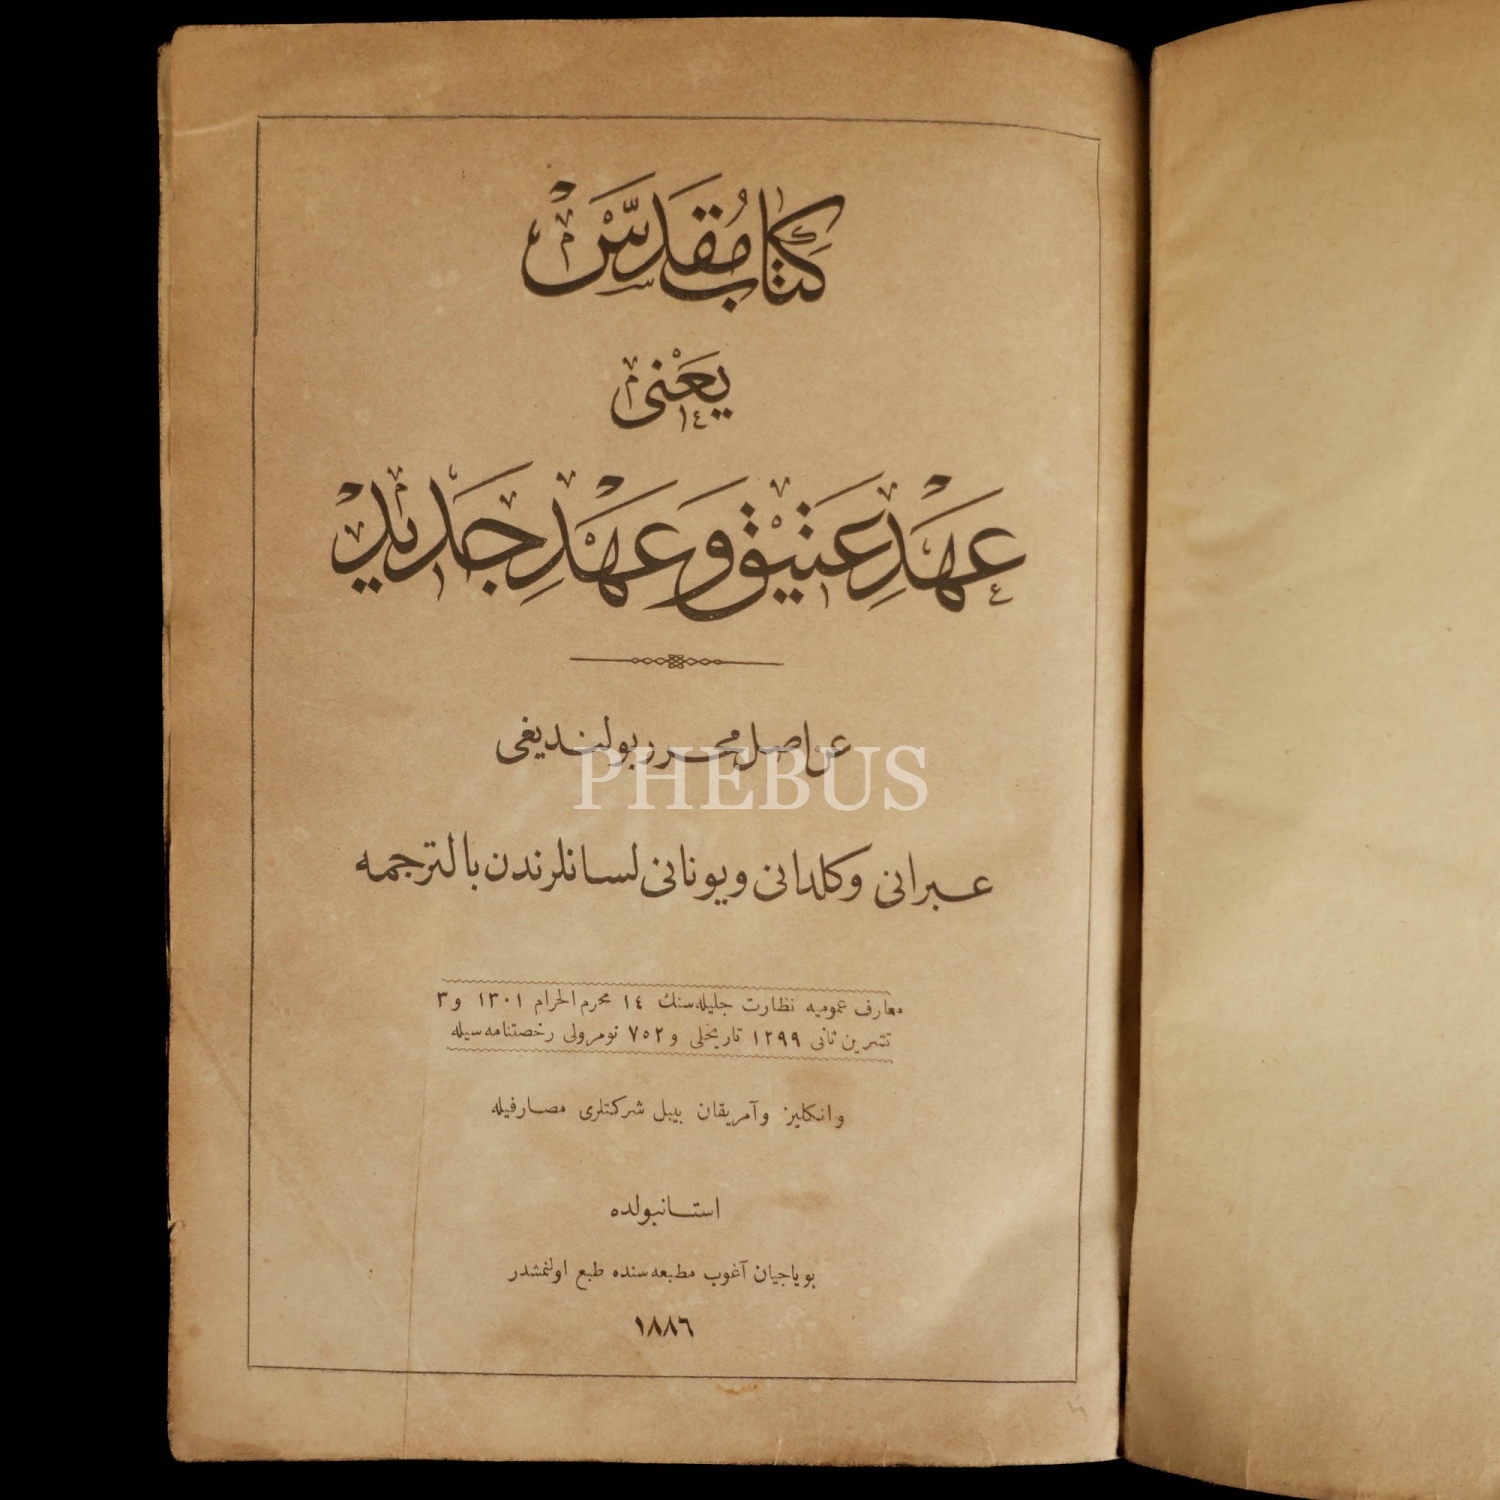 كتاب مقدس
يعنى
عهد عتيق و عهد جديد
عن اصل محرر بولنديغى
PHEBUS
عبرانى وكلدانى ويونانى لسانلرندن بالترجمه
معارف عموميه نظارت جليله‌سنك ١٤ محرم الحرام ١٣٠١ و ٣
تشرين ثانى ١٢٩٩ تاريخلى و ٧٥٢ نومرولى رخصتنامه‌سيله
وانكليز وآمريقان بيبل شركتلرى مصارفيله
استانبولده
بوياجيان آغوب مطبعه‌سنده طبع اولنمشدر
١٨٨٦